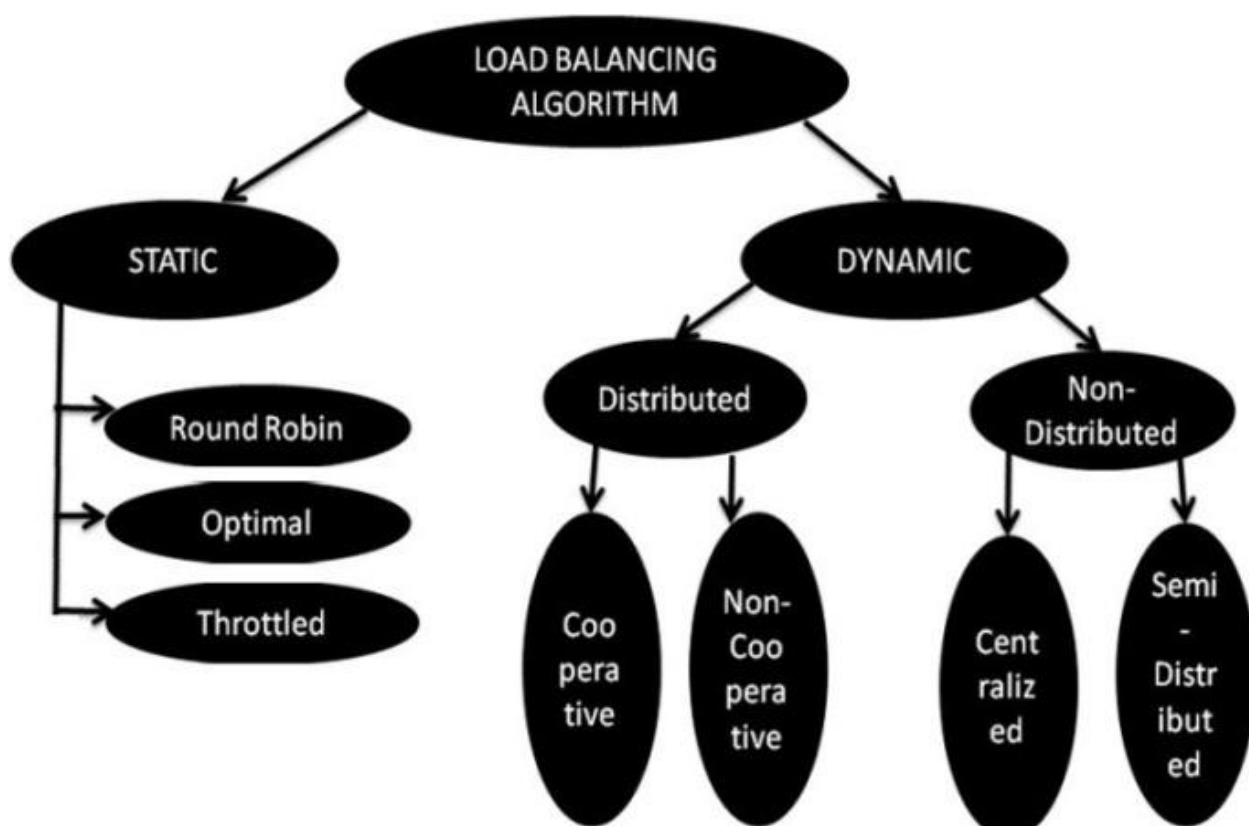 LOAD BALANCING
ALGORITHM
STATIC
DYNAMIC
Round Robin
Optimal
Throttled
Distributed
Non-
Distributed
Coo
pera
tive
Non-
Coo
pera
tive
Cent
raliz
ed
Semi
-
Distr
ibut
ed